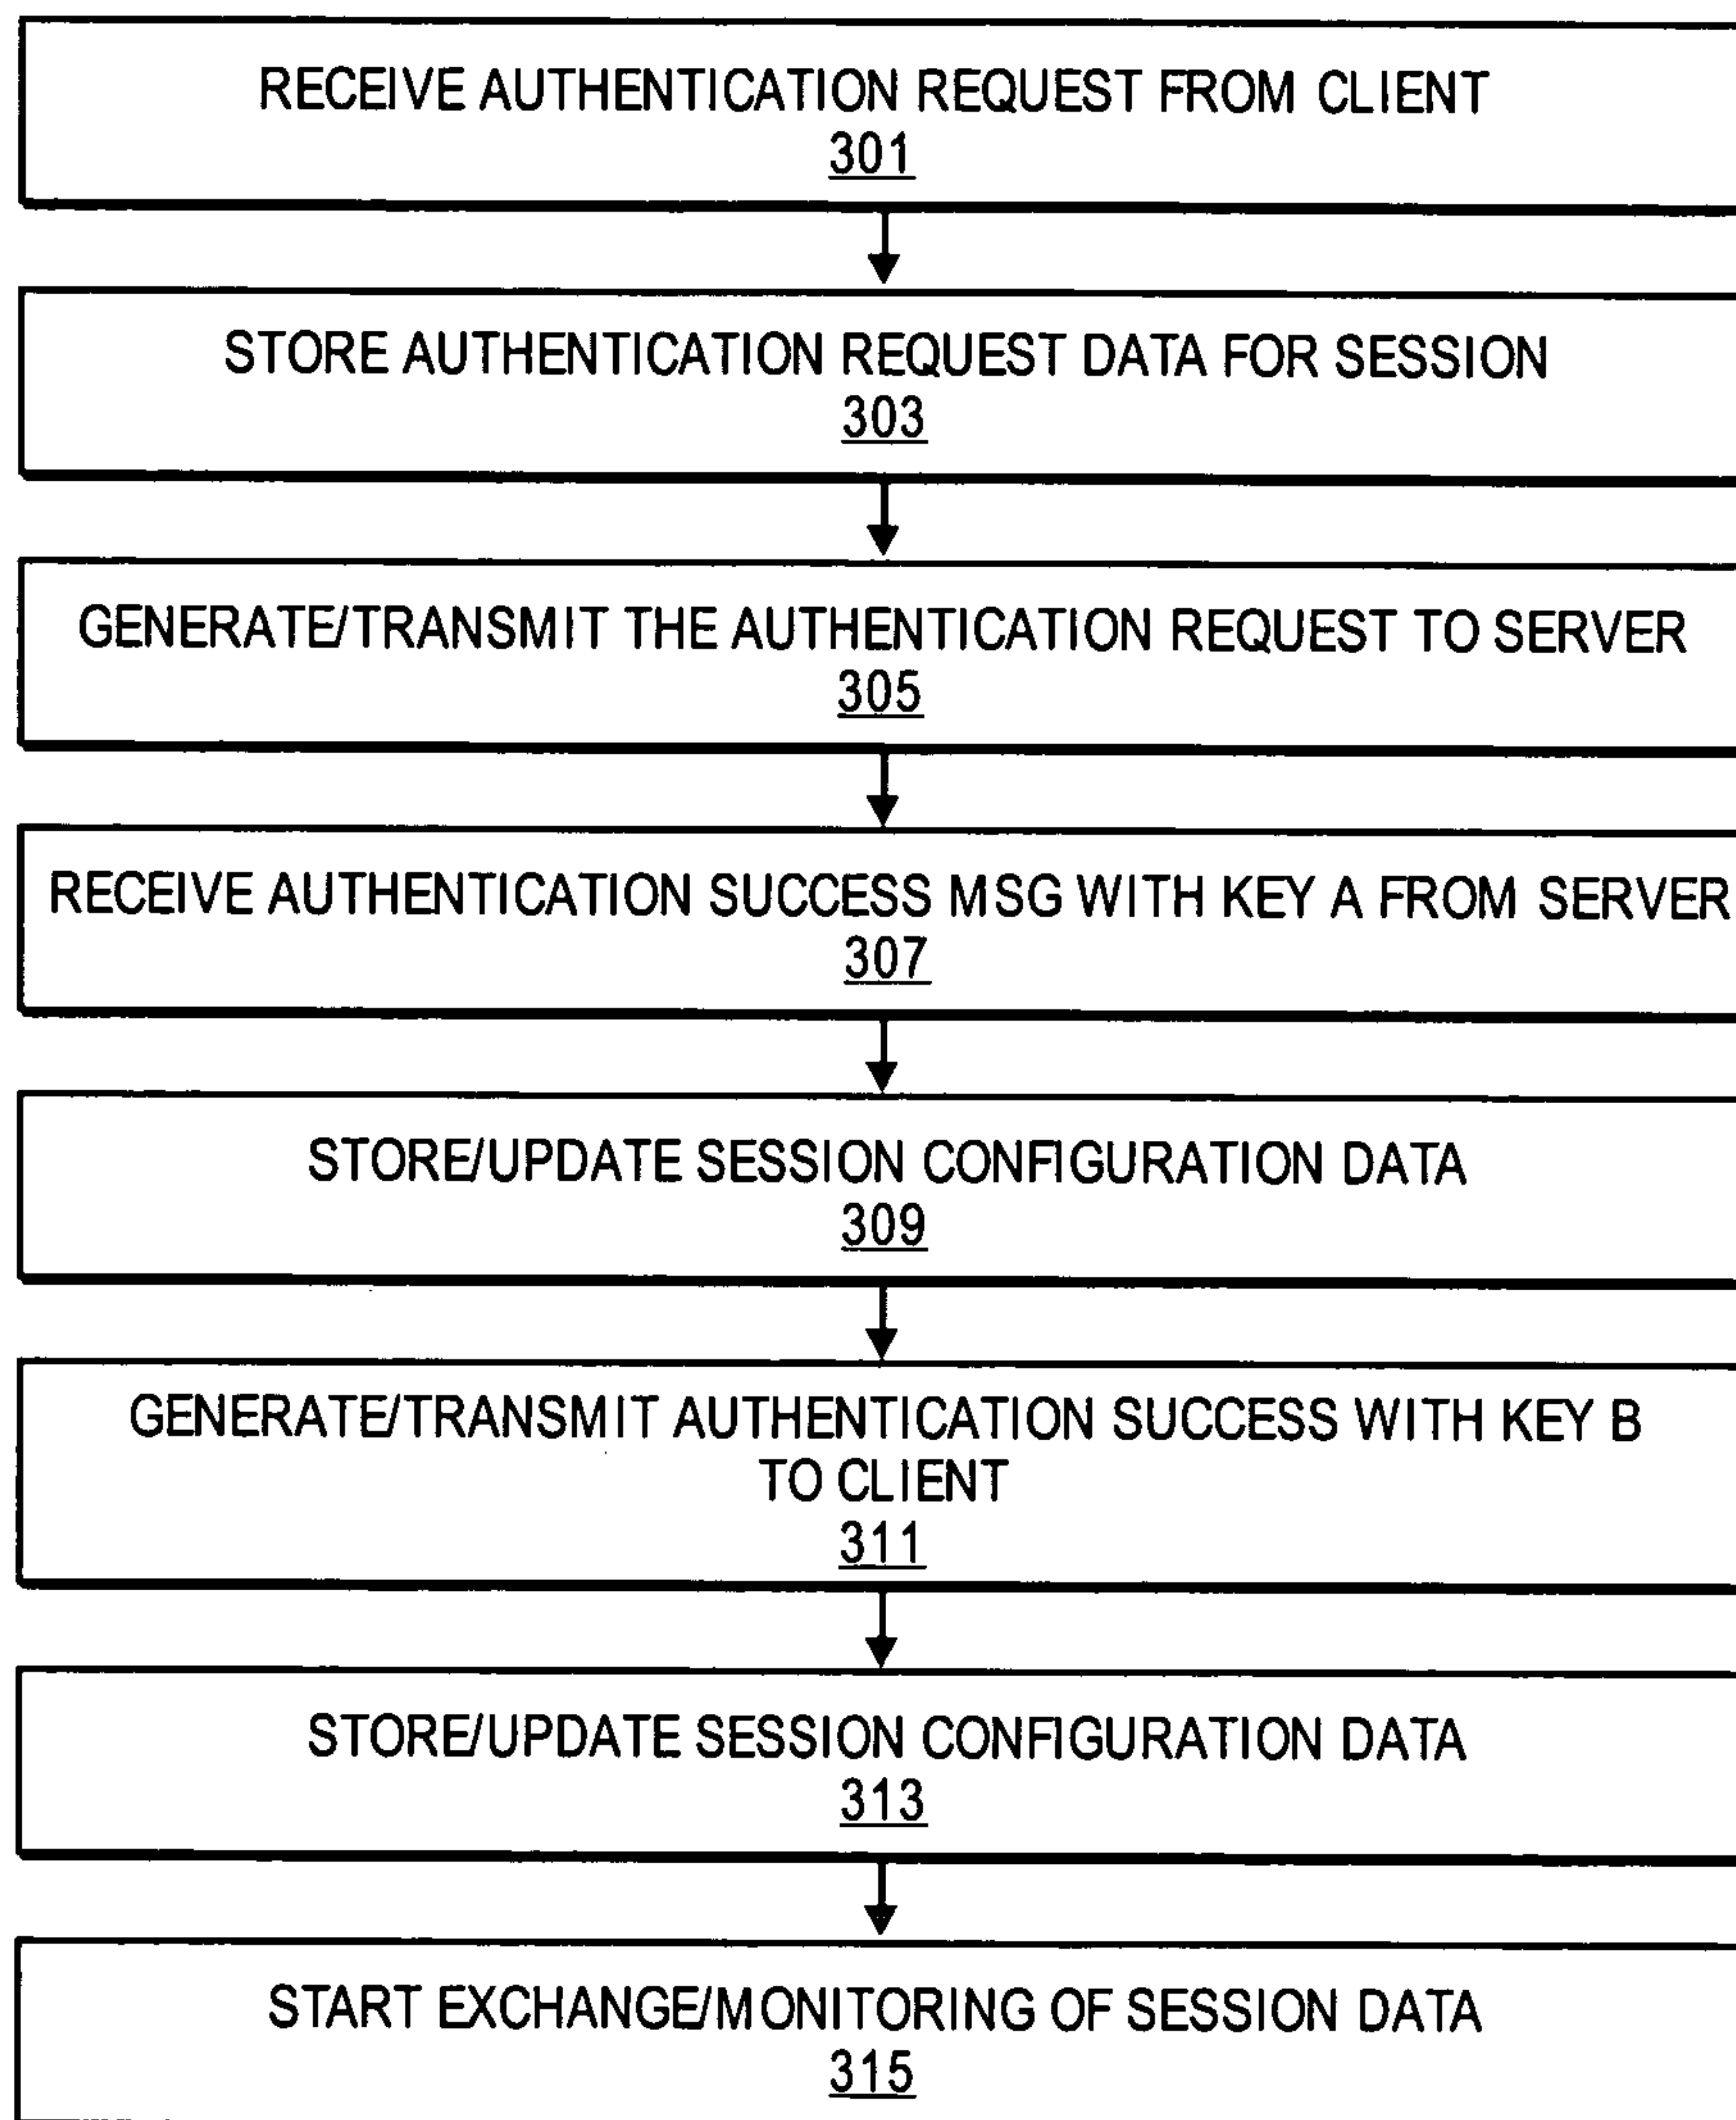 RECEIVE AUTHENTICATION REQUEST FROM CLIENT
301
STORE AUTHENTICATION REQUEST DATA FOR SESSION
303
GENERATE/TRANSMIT THE AUTHENTICATION REQUEST TO SERVER
305
RECEIVE AUTHENTICATION SUCCESS MSG WITH KEY A FROM SERVER
307
STORE/UPDATE SESSION CONFIGURATION DATA
309
GENERATE/TRANSMIT AUTHENTICATION SUCCESS WITH KEY B
TO CLIENT
311
STORE/UPDATE SESSION CONFIGURATION DATA
313
START EXCHANGE/MONITORING OF SESSION DATA
315